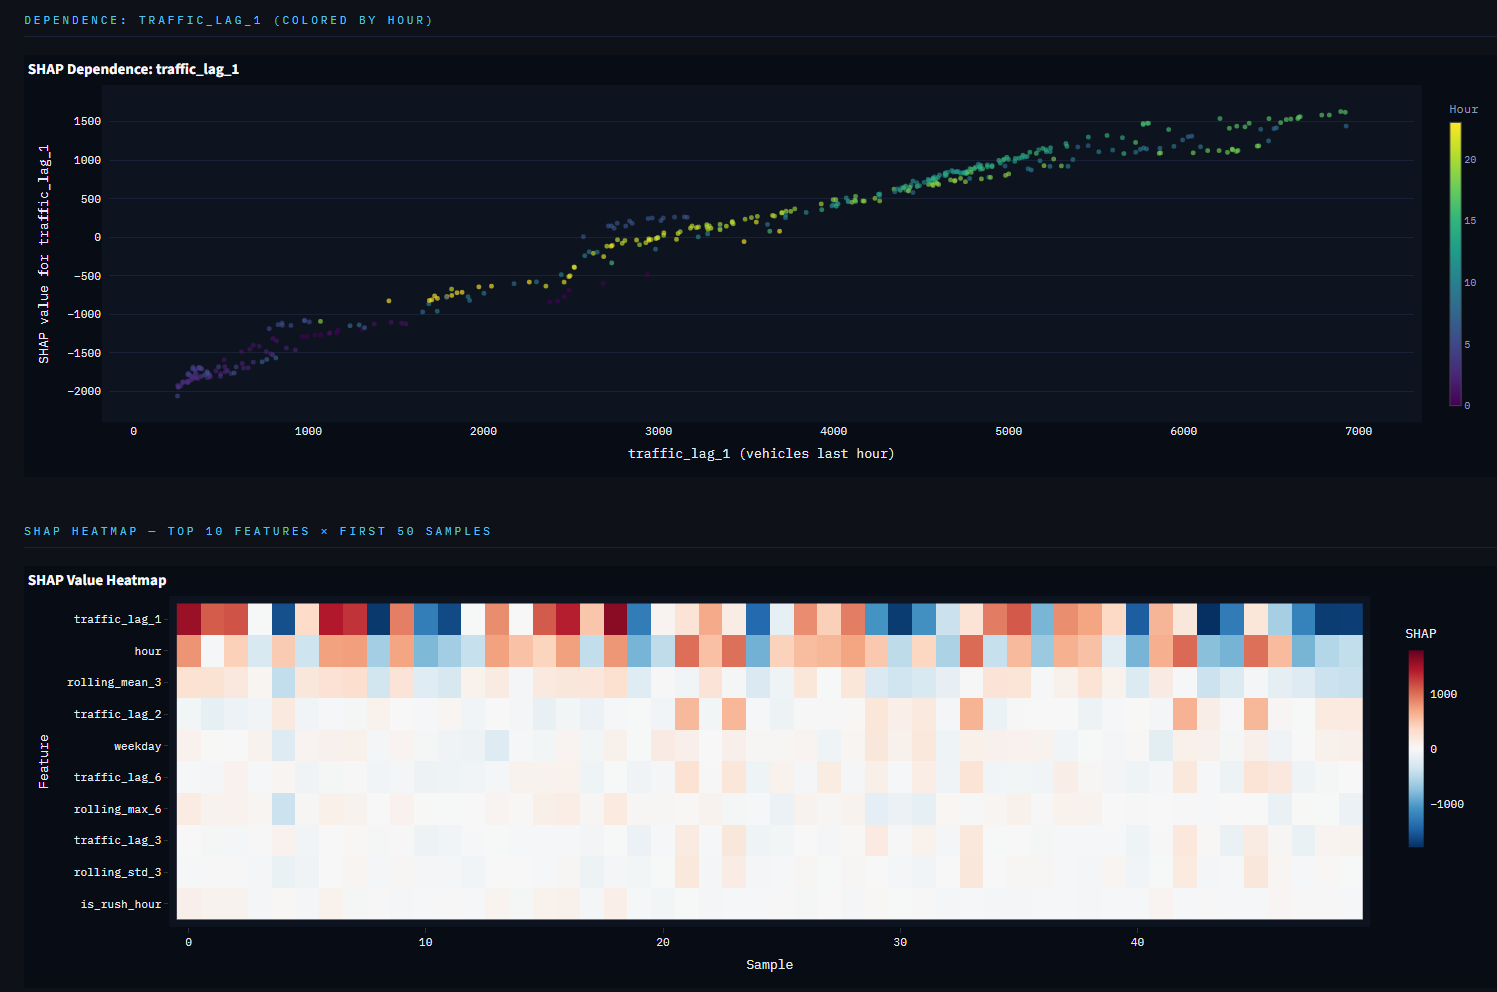 DEPENDENCE: TRAFFIC_LAG_1 (COLORED BY HOUR)
SHAP Dependence: traffic_lag_1
Hour
1500
1000
500
0
−500
−1000
−1500
−2000
SHAP value for traffic_lag_1
20
15
10
5
0
0 1000 2000 3000 4000 5000 6000 7000
traffic_lag_1 (vehicles last hour)
SHAP HEATMAP — TOP 10 FEATURES × FIRST 50 SAMPLES
SHAP Value Heatmap
traffic_lag_1
hour
rolling_mean_3
traffic_lag_2
weekday
traffic_lag_6
rolling_max_6
traffic_lag_3
rolling_std_3
is_rush_hour
Feature
SHAP
1000
0
−1000
0 10 20 30 40
Sample